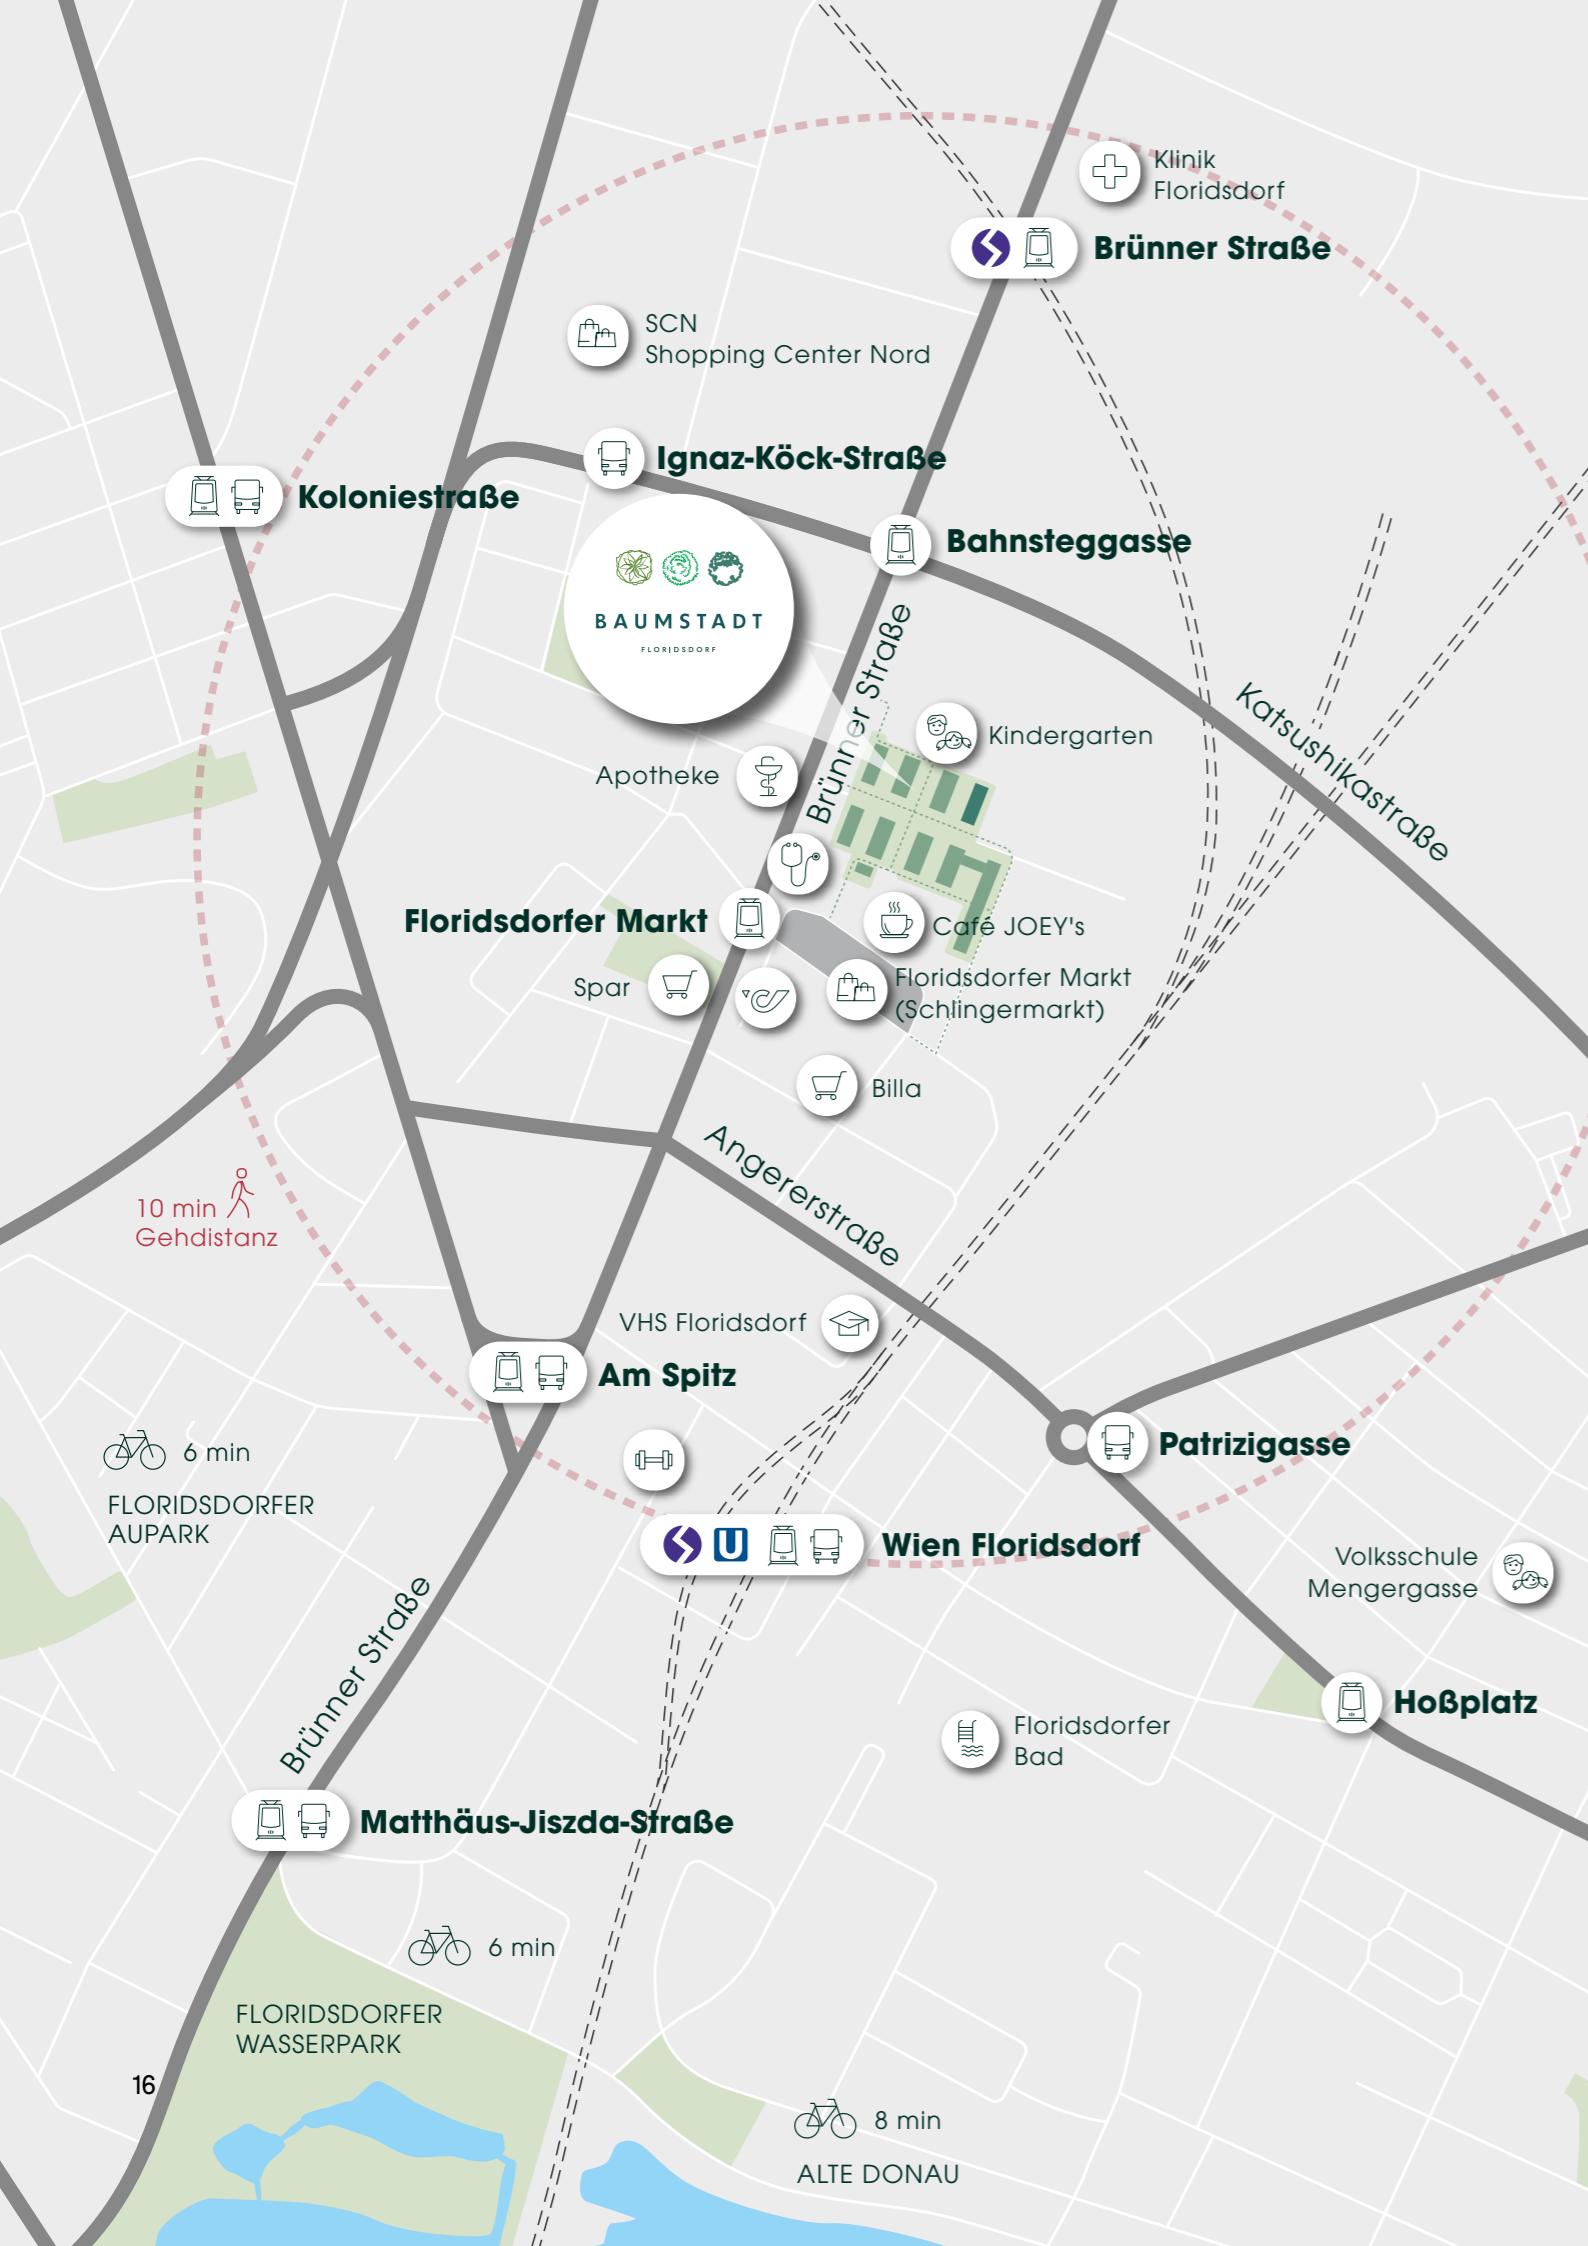 Klinik
Floridsdorf
Brünner Straße
SCN
Shopping Center Nord
Ignaz-Köck-Straße
Koloniestraße
Bahnsteggasse
BAUMSTADT
FLORIDSDORF
Brünner Straße
Katsushikastraße
Kindergarten
Apotheke
Floridsdorfer Markt
Café JOEY's
Spar
Floridsdorfer Markt
(Schlingermarkt)
Billa
Angererstraße
10 min
Gehdistanz
VHS Floridsdorf
Am Spitz
6 min
FLORIDSDORFER
AUPARK
Patrizigasse
U
Wien Floridsdorf
Volksschule
Mengergasse
Brünner Straße
Hoßplatz
Floridsdorfer
Bad
Matthäus-Jiszda-Straße
6 min
FLORIDSDORFER
WASSERPARK
16
8 min
ALTE DONAU